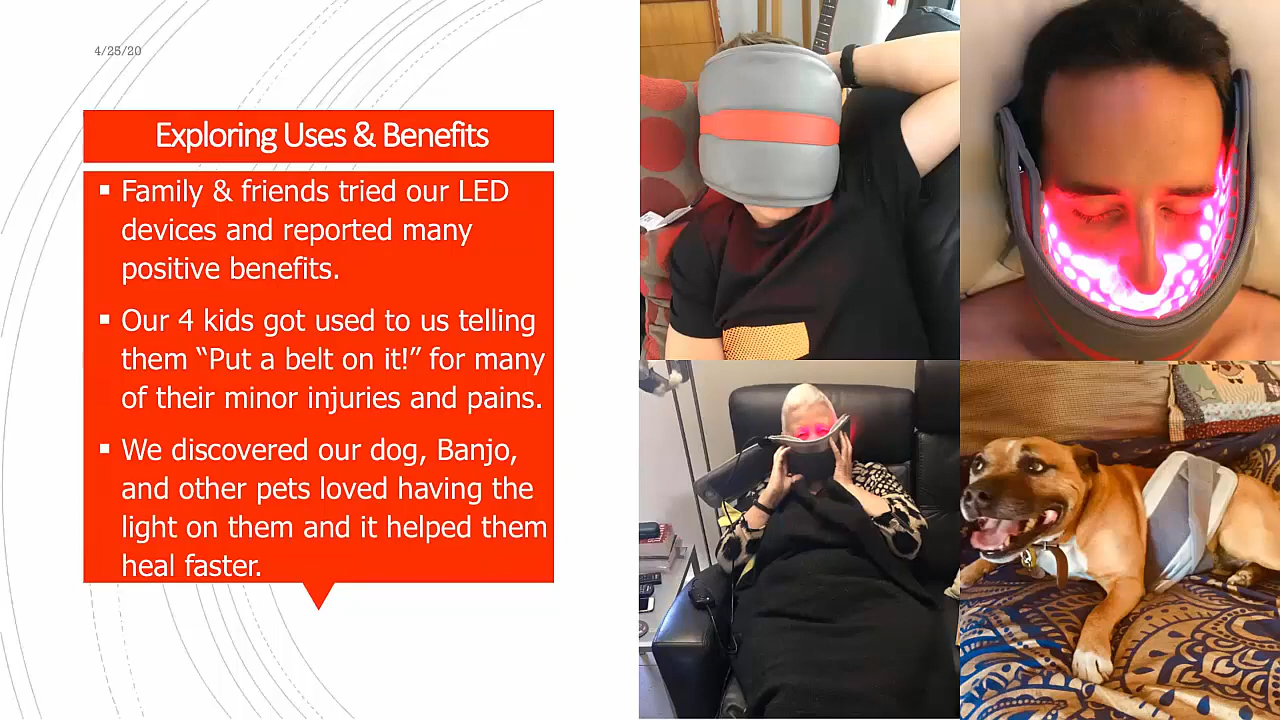 4/25/20
Exploring Uses & Benefits
▪ Family & friends tried our LED
devices and reported many
positive benefits.
▪ Our 4 kids got used to us telling
them “Put a belt on it!” for many
of their minor injuries and pains.
▪ We discovered our dog, Banjo,
and other pets loved having the
light on them and it helped them
heal faster.